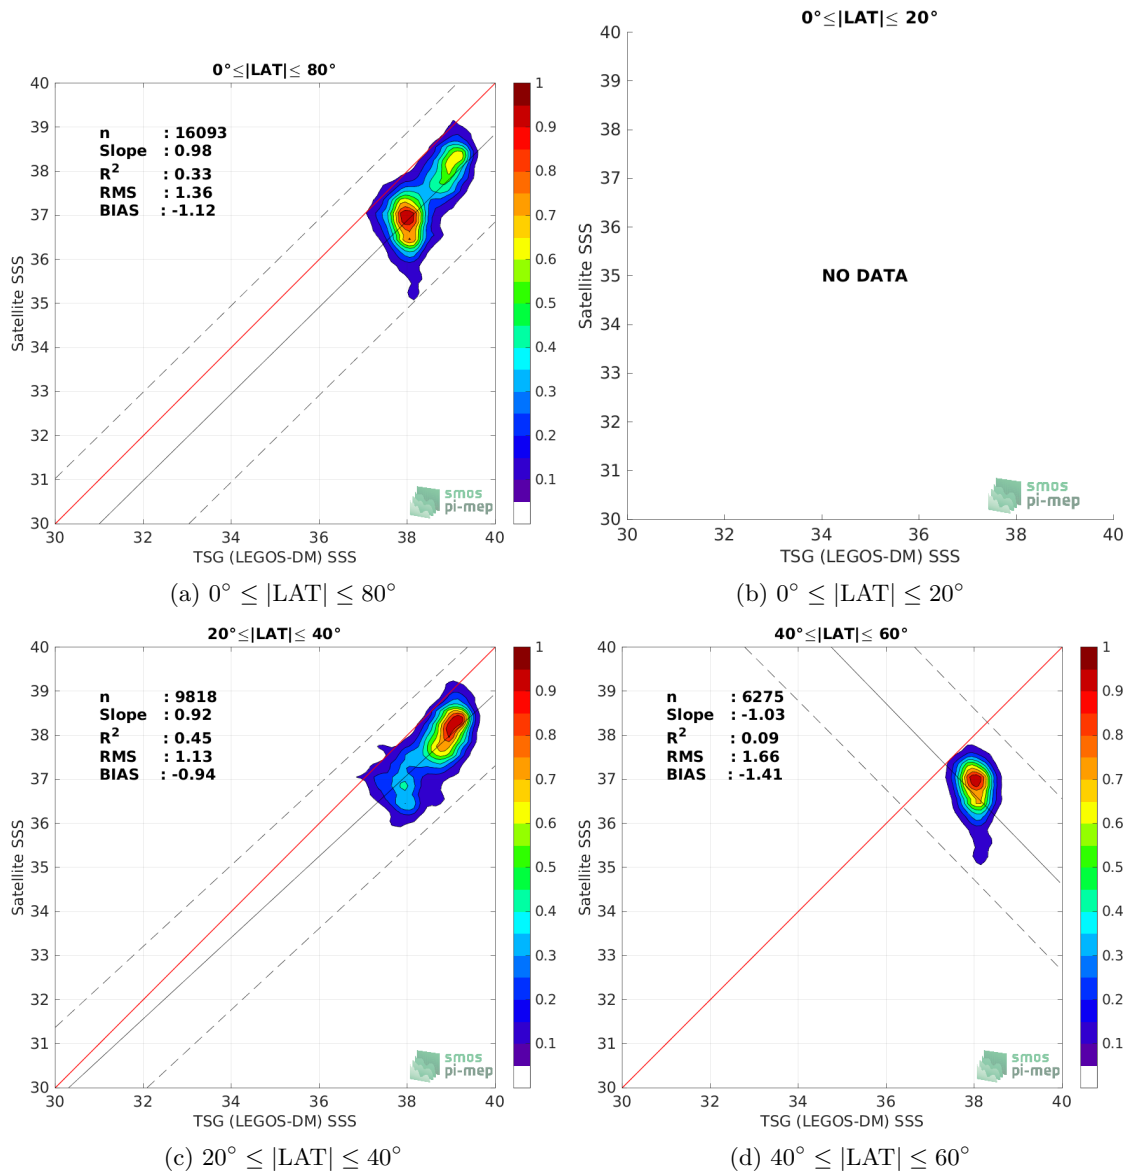 0°≤|LAT|≤ 80°
40
39
38
37
36
35
34
33
32
31
30
Satellite SSS
n : 16093
Slope : 0.98
R² : 0.33
RMS : 1.36
BIAS : -1.12
smos
pi-mep
30 32 34 36 38 40
TSG (LEGOS-DM) SSS
1
0.9
0.8
0.7
0.6
0.5
0.4
0.3
0.2
0.1
(a) 0° ≤ |LAT| ≤ 80°
0°≤|LAT|≤ 20°
40
39
38
37
36
35
34
33
32
31
30
Satellite SSS
NO DATA
smos
pi-mep
30 32 34 36 38 40
TSG (LEGOS-DM) SSS
(b) 0° ≤ |LAT| ≤ 20°
20°≤|LAT|≤ 40°
40
39
38
37
36
35
34
33
32
31
30
Satellite SSS
n : 9818
Slope : 0.92
R² : 0.45
RMS : 1.13
BIAS : -0.94
smos
pi-mep
30 32 34 36 38 40
TSG (LEGOS-DM) SSS
1
0.9
0.8
0.7
0.6
0.5
0.4
0.3
0.2
0.1
(c) 20° ≤ |LAT| ≤ 40°
40°≤|LAT|≤ 60°
40
39
38
37
36
35
34
33
32
31
30
Satellite SSS
n : 6275
Slope : -1.03
R² : 0.09
RMS : 1.66
BIAS : -1.41
smos
pi-mep
30 32 34 36 38 40
TSG (LEGOS-DM) SSS
1
0.9
0.8
0.7
0.6
0.5
0.4
0.3
0.2
0.1
(d) 40° ≤ |LAT| ≤ 60°